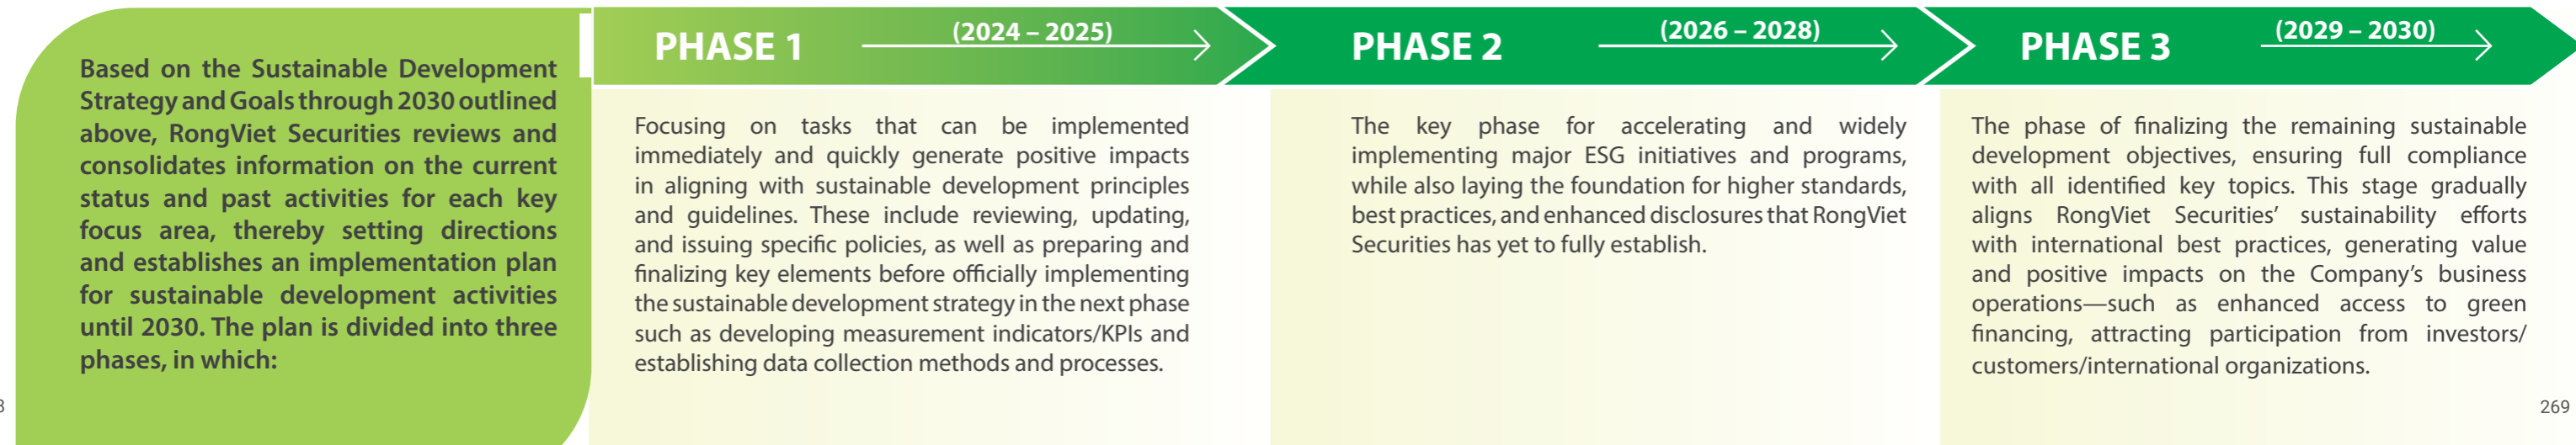 Based on the Sustainable Development
Strategy and Goals through 2030 outlined
above, RongViet Securities reviews and
consolidates information on the current
status and past activities for each key
focus area, thereby setting directions
and establishes an implementation plan
for sustainable development activities
until 2030. The plan is divided into three
phases, in which:
PHASE 1
(2024 – 2025)
Focusing on tasks that can be implemented
immediately and quickly generate positive impacts
in aligning with sustainable development principles
and guidelines. These include reviewing, updating,
and issuing specific policies, as well as preparing and
finalizing key elements before officially implementing
the sustainable development strategy in the next phase
such as developing measurement indicators/KPIs and
establishing data collection methods and processes.
PHASE 2
(2026 – 2028)
The key phase for accelerating and widely
implementing major ESG initiatives and programs,
while also laying the foundation for higher standards,
best practices, and enhanced disclosures that RongViet
Securities has yet to fully establish.
PHASE 3
(2029 – 2030)
The phase of finalizing the remaining sustainable
development objectives, ensuring full compliance
with all identified key topics. This stage gradually
aligns RongViet Securities’ sustainability efforts
with international best practices, generating value
and positive impacts on the Company’s business
operations—such as enhanced access to green
financing, attracting participation from investors/
customers/international organizations.
269